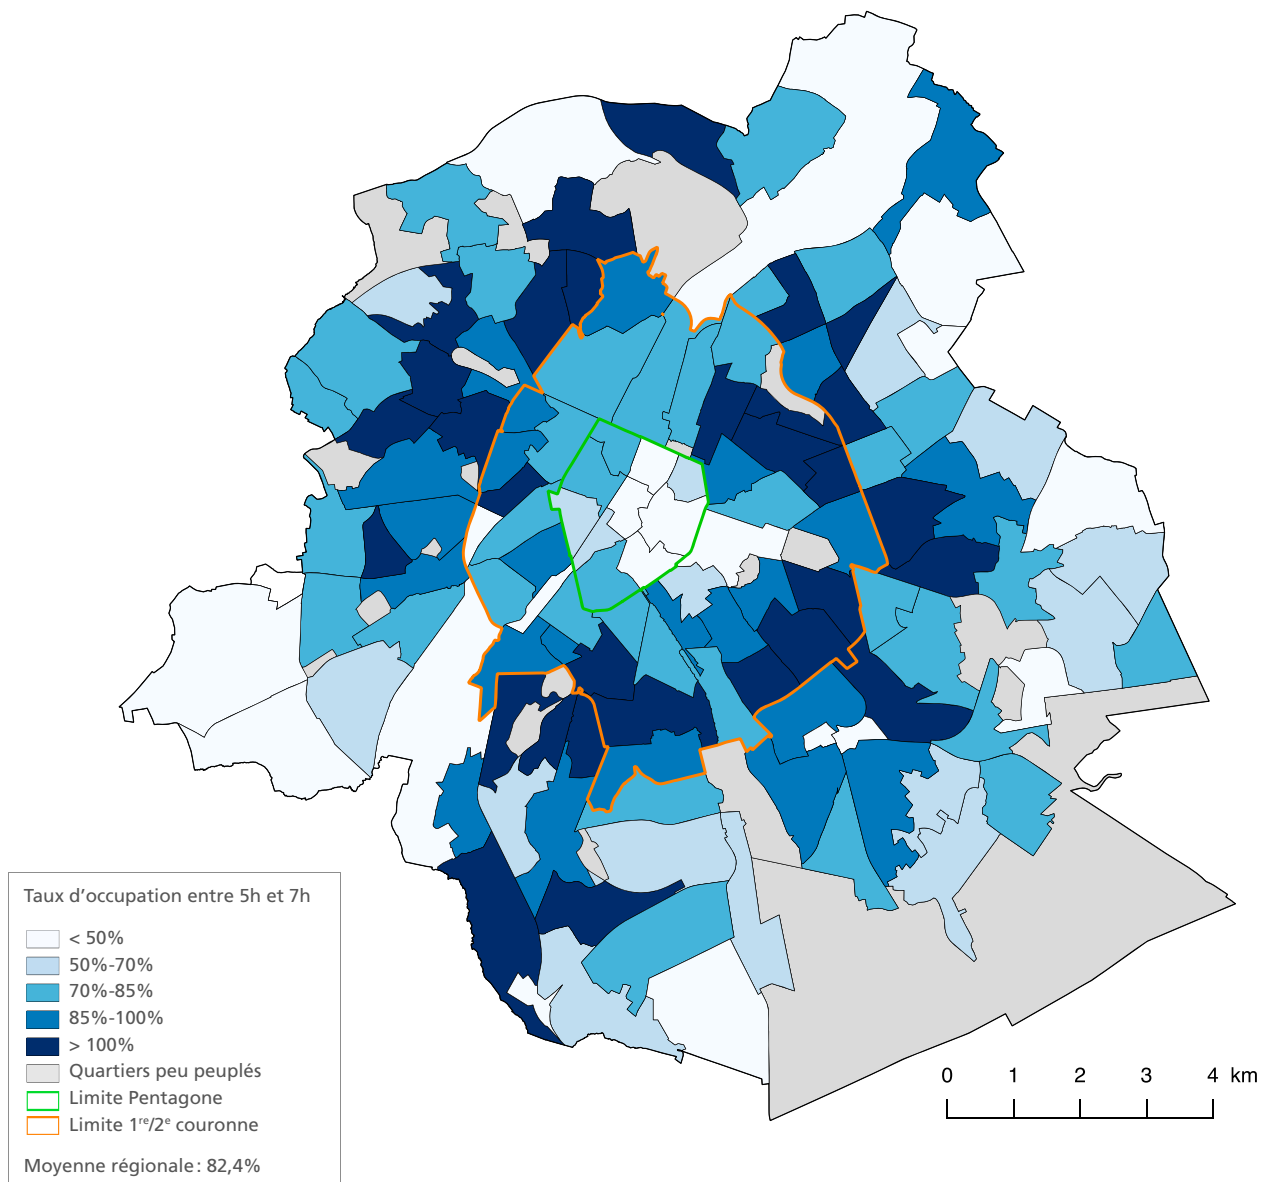 Taux d’occupation entre 5h et 7h
< 50%
50%-70%
70%-85%
85%-100%
> 100%
Quartiers peu peuplés
Limite Pentagone
Limite 1re/2e couronne
Moyenne régionale : 82,4%
0 1 2 3 4 km